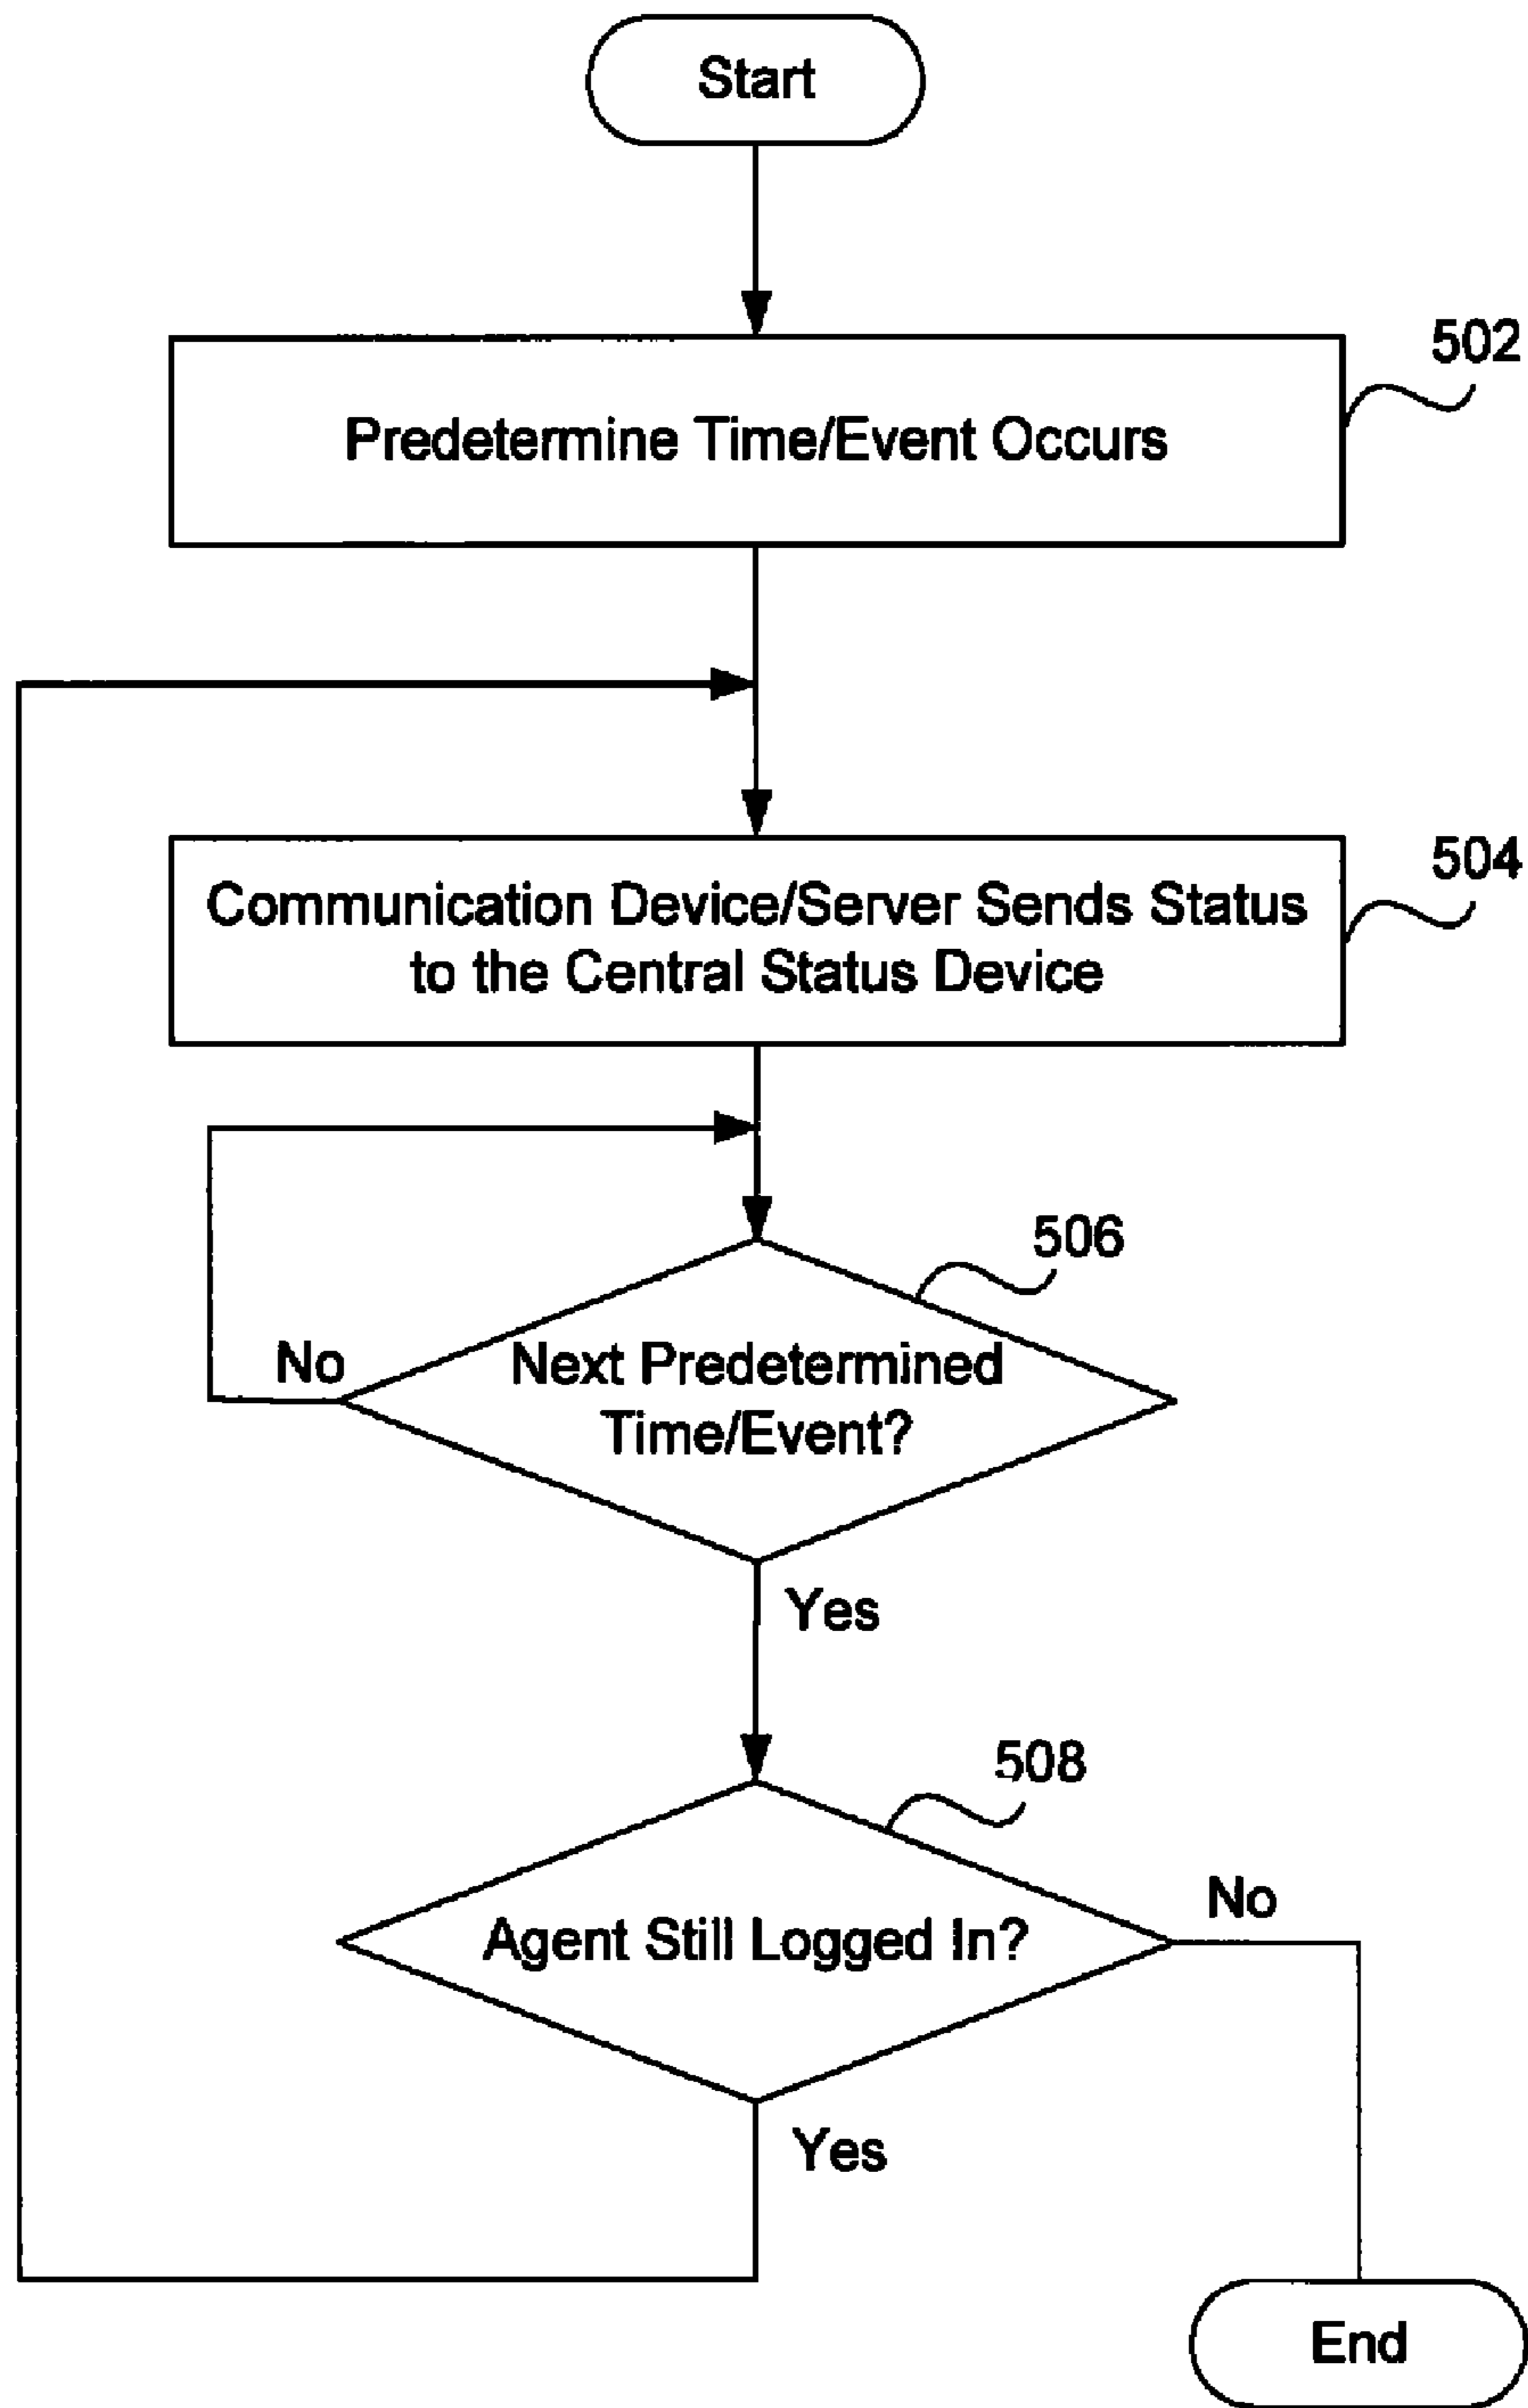 Start
502
Predetermine Time/Event Occurs
504
Communication Device/Server Sends Status
to the Central Status Device
506
No
Next Predetermined
Time/Event?
Yes
508
No
Agent Still Logged In?
Yes
End